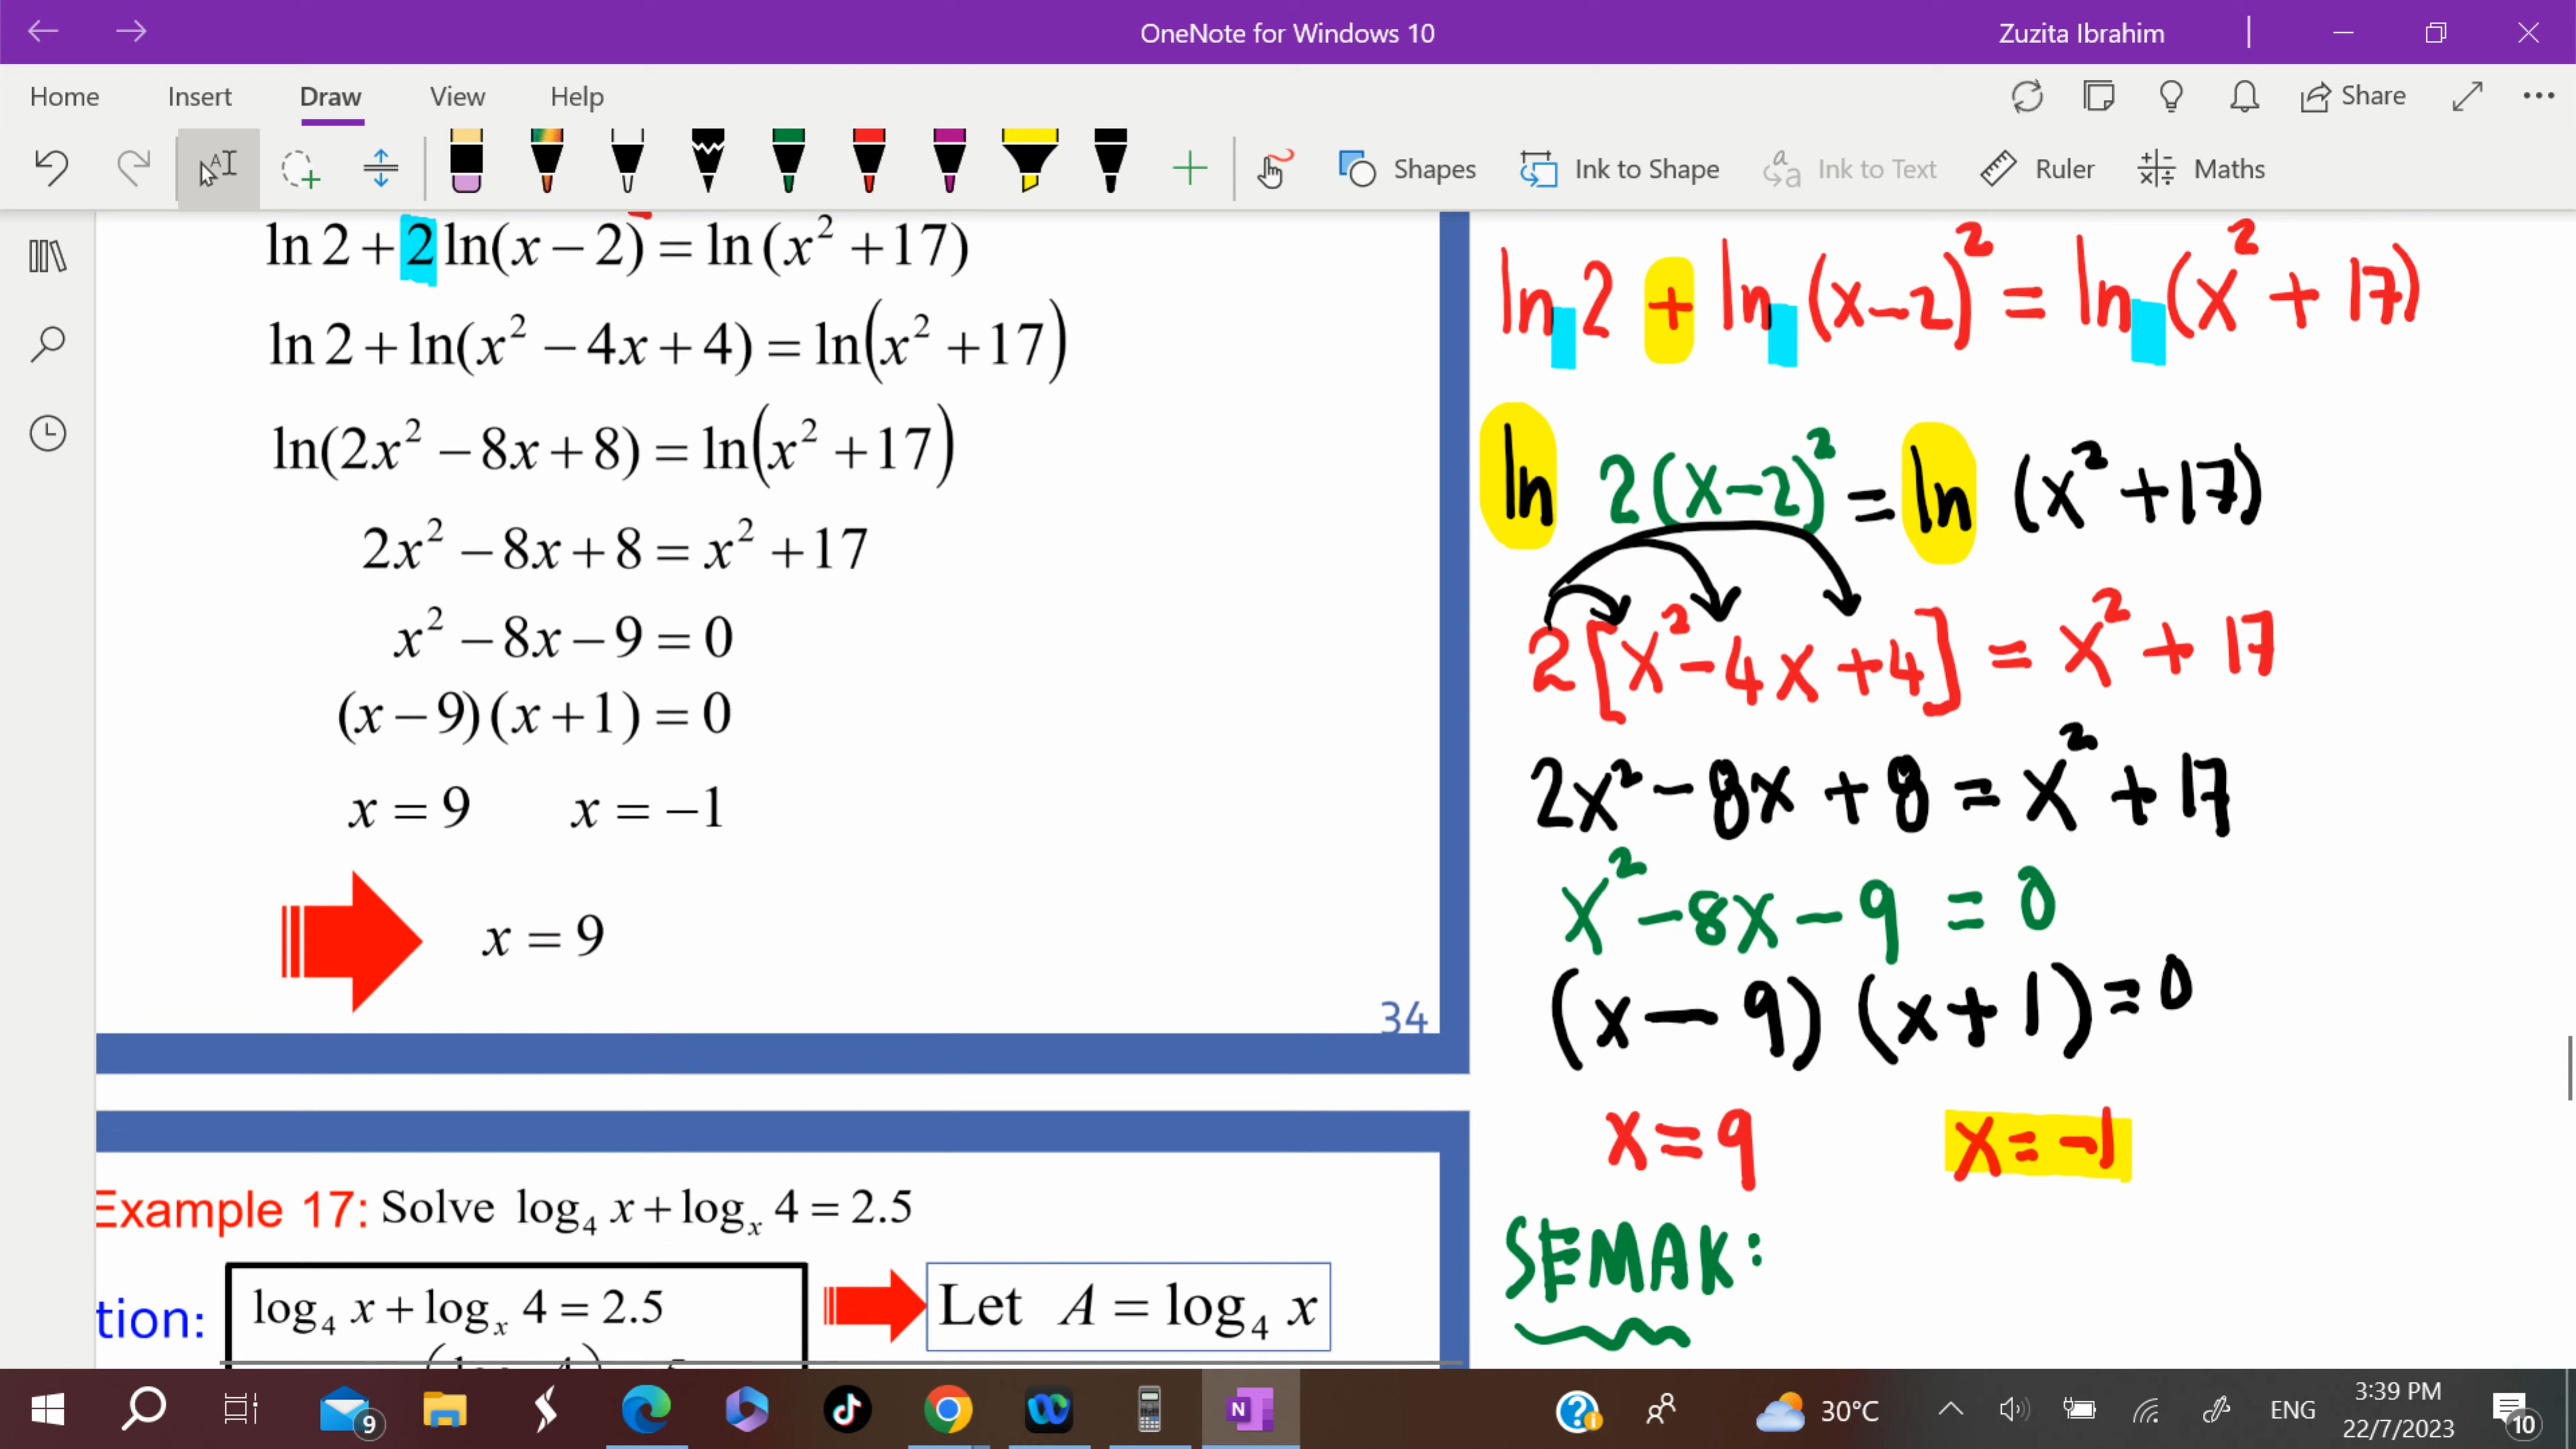 OneNote for Windows 10
Zuzita Ibrahim
Home Insert Draw View Help
Share
Shapes Ink to Shape Ink to Text Ruler Maths
ln 2 + 2 ln(x − 2) = ln (x² + 17)
ln 2 + ln(x² − 4x + 4) = ln(x² + 17)
ln(2x² − 8x + 8) = ln(x² + 17)
2x² − 8x + 8 = x² + 17
x² − 8x − 9 = 0
(x − 9)(x + 1) = 0
x = 9 x = −1
x = 9
34
Example 17: Solve log₄ x + logₓ 4 = 2.5
tion:
log₄ x + logₓ 4 = 2.5
Let A = log₄ x
ln 2 + ln (x−2)² = ln (x² + 17)
ln 2(x−2)² = ln (x² + 17)
2[x² − 4x + 4] = x² + 17
2x² − 8x + 8 = x² + 17
x² − 8x − 9 = 0
(x − 9) (x + 1) = 0
x = 9 x = −1
SEMAK:
9
30°C
ENG
3:39 PM
22/7/2023
10